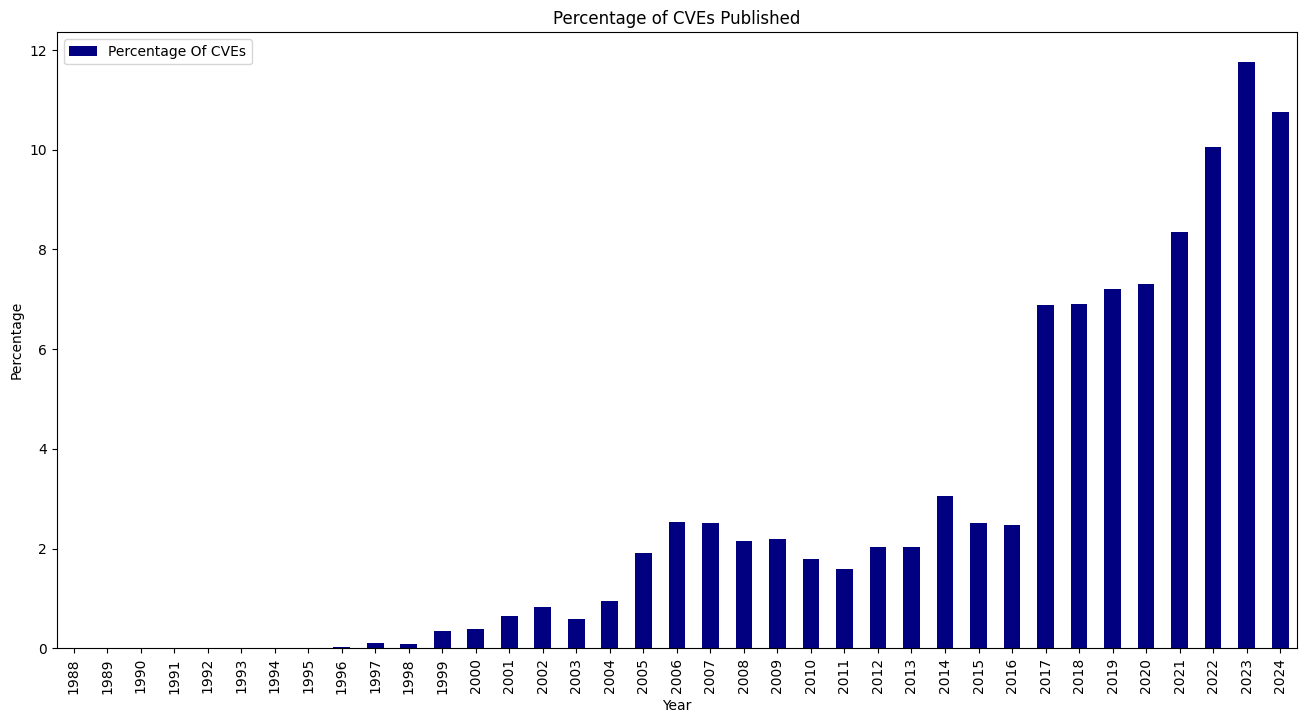 Percentage of CVEs Published
Percentage Of CVEs
12
10
8
6
4
2
0
Percentage
1988 1989 1990 1991 1992 1993 1994 1995 1996 1997 1998 1999 2000 2001 2002 2003 2004 2005 2006 2007 2008 2009 2010 2011 2012 2013 2014 2015 2016 2017 2018 2019 2020 2021 2022 2023 2024
Year